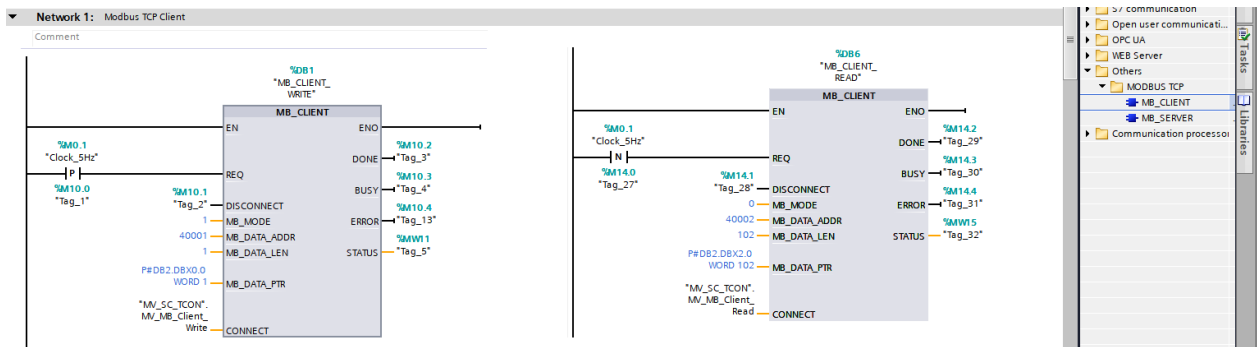 Network 1: Modbus TCP Client
Comment
%DB1
"MB_CLIENT_
WRITE"
MB_CLIENT
EN
ENO
%M0.1
"Clock_5Hz"
P
%M10.0
"Tag_1"
REQ
%M10.1
"Tag_2"
DISCONNECT
1
MB_MODE
40001
MB_DATA_ADDR
1
MB_DATA_LEN
P#DB2.DBX0.0
WORD 1
MB_DATA_PTR
"MV_SC_TCON".
MV_MB_Client_
Write
CONNECT
%M10.2
DONE
"Tag_3"
%M10.3
BUSY
"Tag_4"
%M10.4
ERROR
"Tag_13"
%MW11
STATUS
"Tag_5"
%DB6
"MB_CLIENT_
READ"
MB_CLIENT
EN
ENO
%M0.1
"Clock_5Hz"
N
%M14.0
"Tag_27"
REQ
%M14.1
"Tag_28"
DISCONNECT
0
MB_MODE
40002
MB_DATA_ADDR
102
MB_DATA_LEN
P#DB2.DBX2.0
WORD 102
MB_DATA_PTR
"MV_SC_TCON".
MV_MB_Client_
Read
CONNECT
%M14.2
DONE
"Tag_29"
%M14.3
BUSY
"Tag_30"
%M14.4
ERROR
"Tag_31"
%MW15
STATUS
"Tag_32"
S7 communication
Open user communicati...
OPC UA
WEB Server
Others
MODBUS TCP
MB_CLIENT
MB_SERVER
Communication processor
Tasks
Libraries